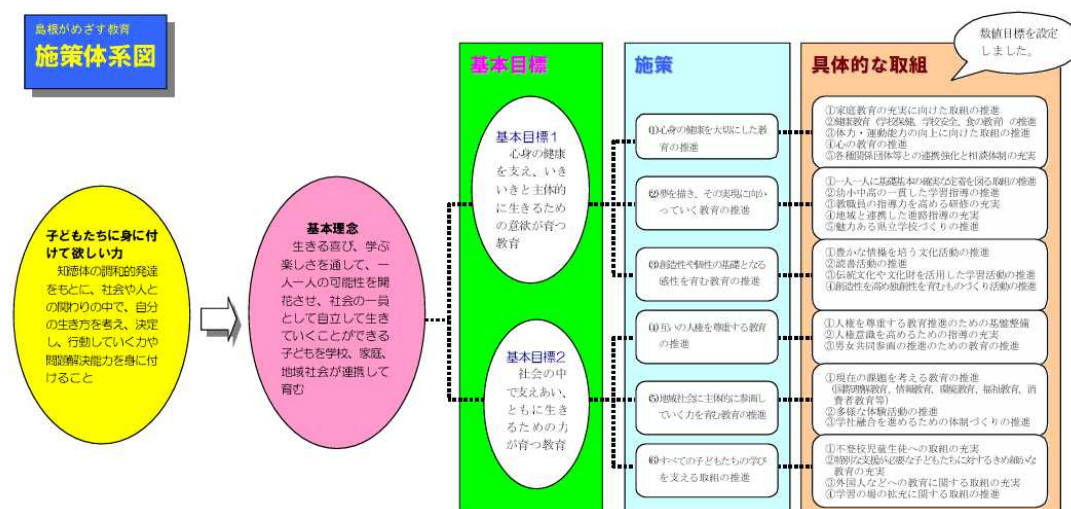 島根がめざす教育
施策体系図
数値目標を設定
しました。
基本目標
施策
具体的な取組
子どもたちに身に付
けて欲しい力
知徳体の調和的発達
をもとに、社会や人と
の関わりの中で、自分
の生き方を考え、決定
し、行動していく力や
問題解決能力を身に付
けること
基本理念
生きる喜び、学ぶ
楽しさを通して、一
人一人の可能性を開
花させ、社会の一員
として自立して生き
ていくことができる
子どもを学校、家庭、
地域社会が連携して
育む
基本目標1
心身の健康
を支え、いき
いきと主体的
に生きるため
の意欲が育つ
教育
基本目標2
社会の中
で支えあい、
ともに生き
るための力
が育つ教育
⑴心身の健康を大切にした教
育の推進
⑵夢を描き、その実現に向か
っていく教育の推進
⑶創造性や個性の基礎となる
感性を育む教育の推進
⑷互いの人権を尊重する教育
の推進
⑸地域社会に主体的に参画し
ていく力を育む教育の推進
⑹すべての子どもたちの学び
を支える取組の推進
①家庭教育の充実に向けた取組の推進
②健康教育（学校保健、学校安全、食の教育）の推進
③体力・運動能力の向上に向けた取組の推進
④心の教育の推進
⑤各種関係団体等との連携強化と相談体制の充実
①一人一人に基礎基本の確実な定着を図る取組の推進
②幼小中高の一貫した学習指導の推進
③教職員の指導力を高める研修の充実
④地域と連携した進路指導の充実
⑤魅力ある県立学校づくりの推進
①豊かな情操を培う文化活動の推進
②読書活動の推進
③伝統文化や文化財を活用した学習活動の推進
④創造性を高め独創性を育むものづくり活動の推進
①人権を尊重する教育推進のための基盤整備
②人権意識を高めるための指導の充実
③男女共同参画の推進のための教育の推進
①現在の課題を考える教育の推進
（国際理解教育、情報教育、環境教育、福祉教育、消
費者教育等）
②多様な体験活動の推進
③学社融合を進めるための体制づくりの推進
①不登校児童生徒への取組の充実
②特別な支援が必要な子どもたちに対するきめ細かな
教育の充実
③外国人などへの教育に関する取組の充実
④学習の場の拡充に関する取組の推進